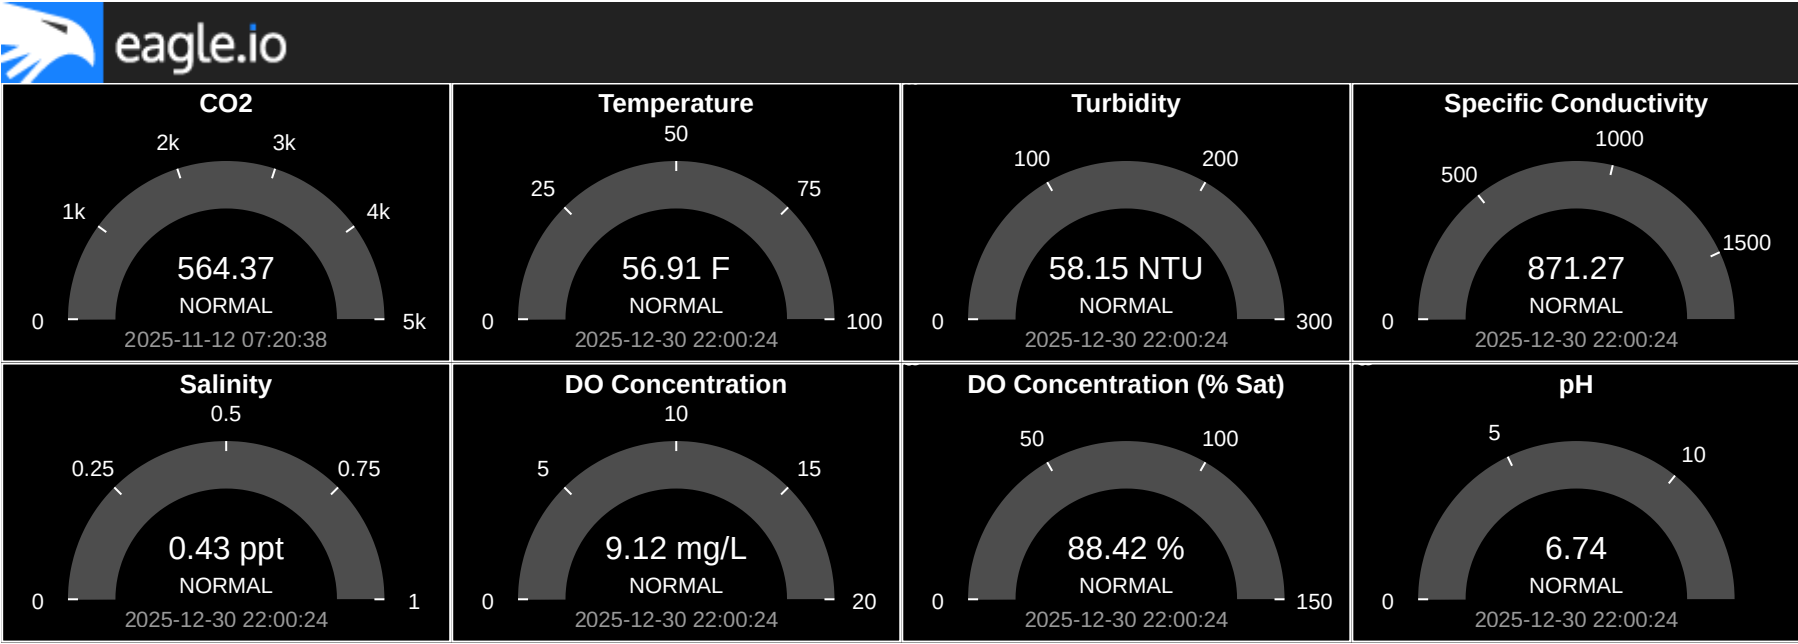 eagle.io
CO2
2k
3k
1k
4k
564.37
NORMAL
0
5k
2025-11-12 07:20:38
Temperature
50
25
75
56.91 F
NORMAL
0
100
2025-12-30 22:00:24
Turbidity
100
200
58.15 NTU
NORMAL
0
300
2025-12-30 22:00:24
Specific Conductivity
1000
500
1500
871.27
NORMAL
0
2025-12-30 22:00:24
Salinity
0.5
0.25
0.75
0.43 ppt
NORMAL
0
1
2025-12-30 22:00:24
DO Concentration
10
5
15
9.12 mg/L
NORMAL
0
20
2025-12-30 22:00:24
DO Concentration (% Sat)
50
100
88.42 %
NORMAL
0
150
2025-12-30 22:00:24
pH
5
10
6.74
NORMAL
0
2025-12-30 22:00:24